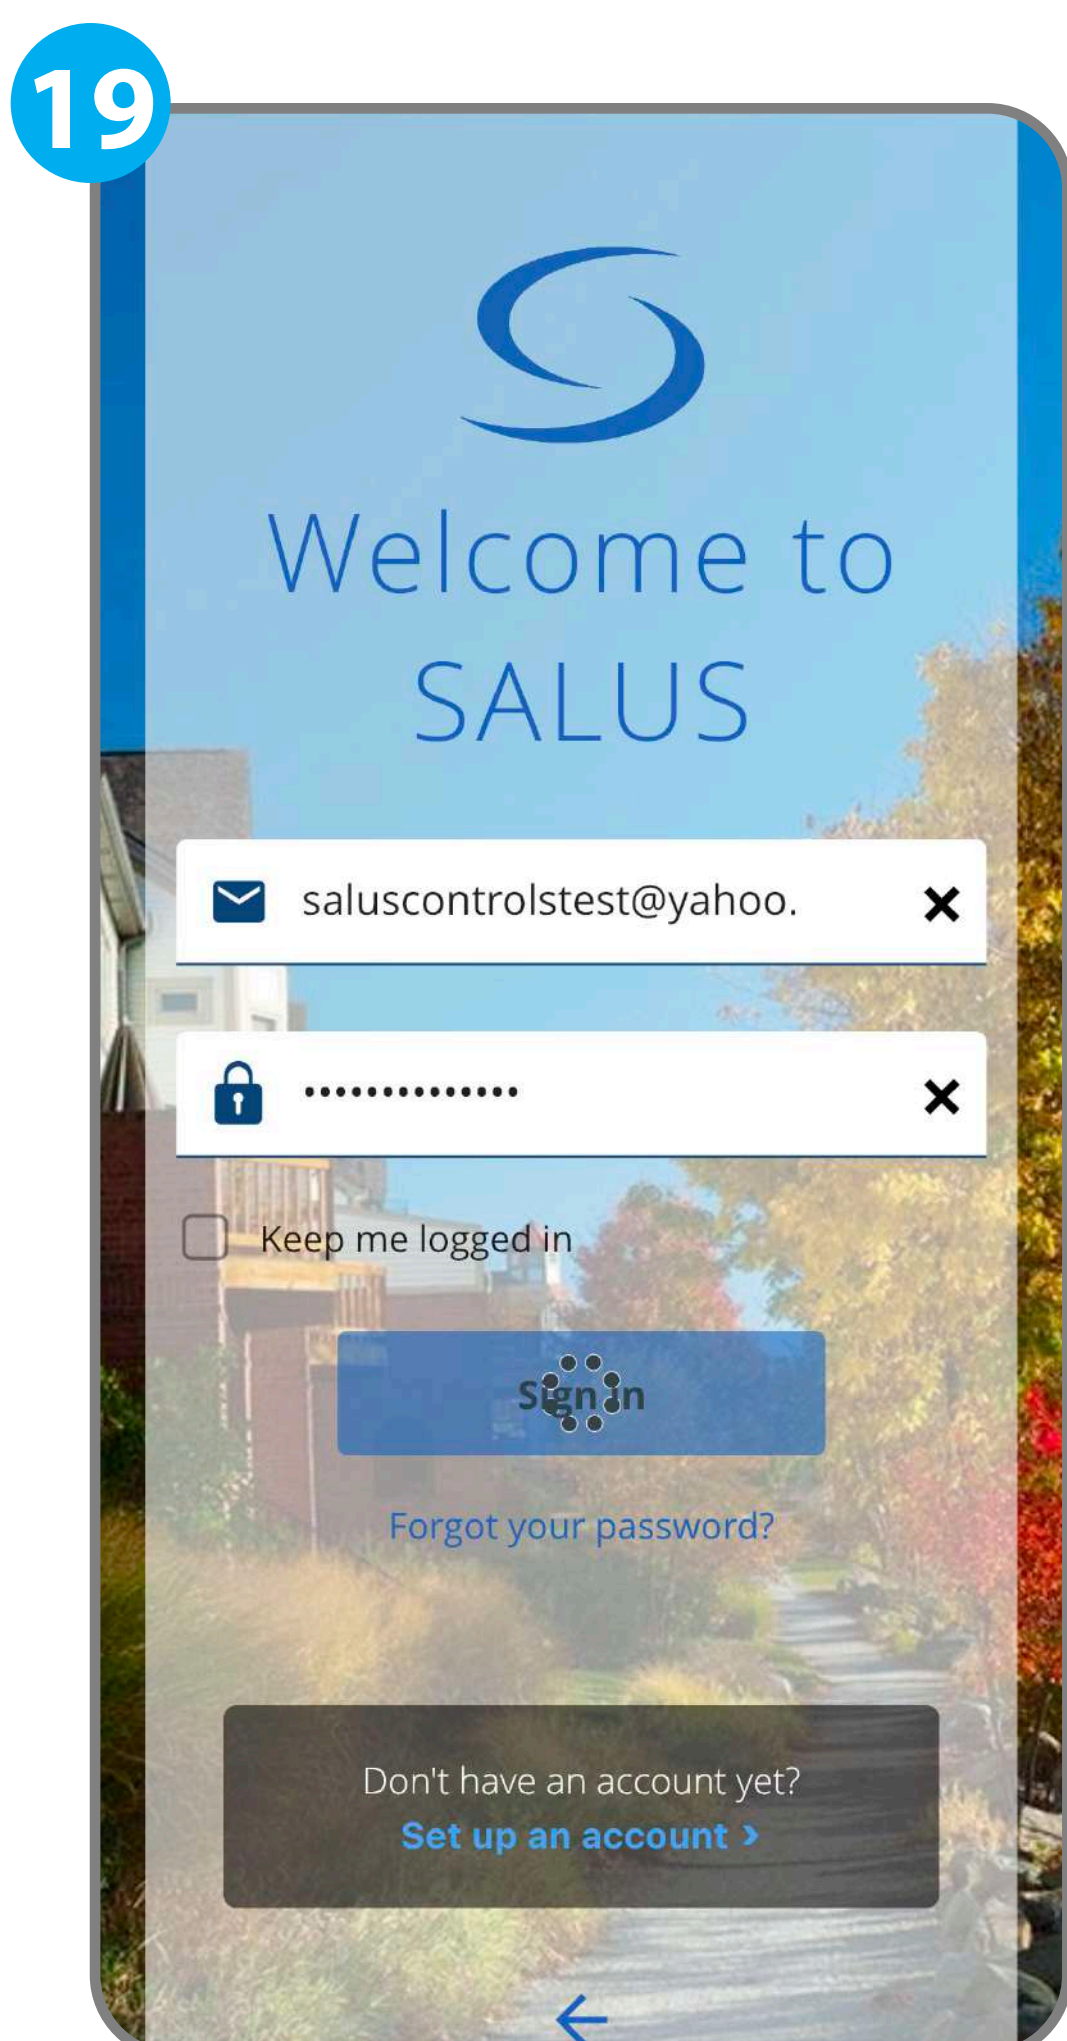 19
Welcome to
SALUS
saluscontrolstest@yahoo.
••••••••••••••
Keep me logged in
Sign in
Forgot your password?
Don't have an account yet?
Set up an account ›